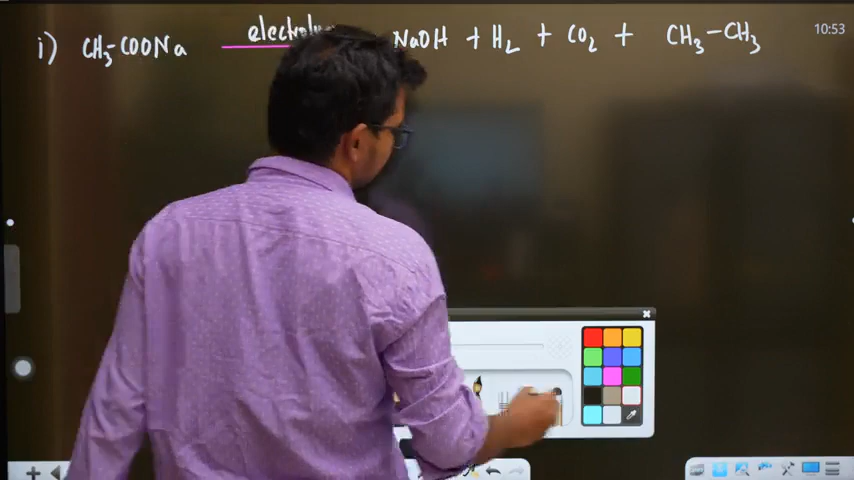 i) CH₃-COONa NaOH + H₂ + CO₂ + CH₃-CH₃
10:53